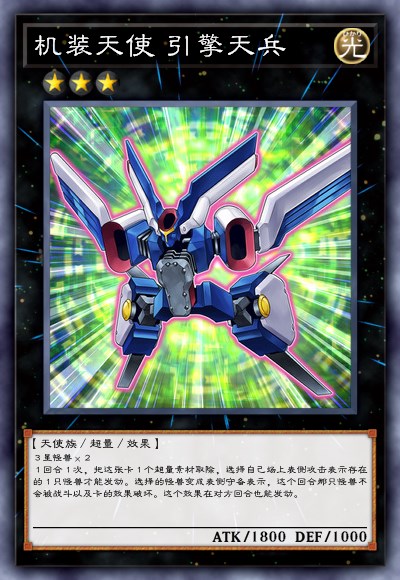 机装天使 引擎天兵
光
【天使族／超量／效果】
３星怪兽×２
１回合１次，把这张卡１个超量素材取除，选择自己场上表侧攻击表示存在
的１只怪兽才能发动。选择的怪兽变成表侧守备表示，这个回合那只怪兽不
会被战斗以及卡的效果破坏。这个效果在对方回合也能发动。
ATK/1800 DEF/1000